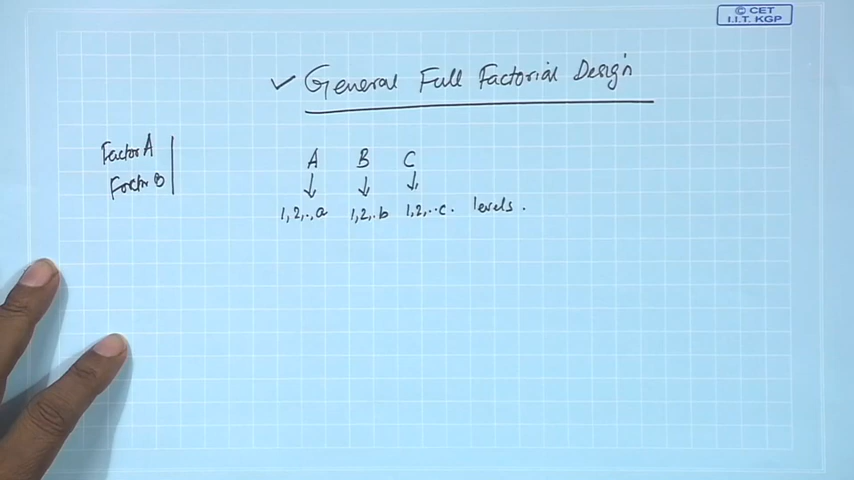 © CET
I.I.T. KGP
✓ General Full Factorial Design
Factor A
Factor B
A B C
↓ ↓ ↓
1,2,..,a 1,2,..b 1,2,..c. levels.